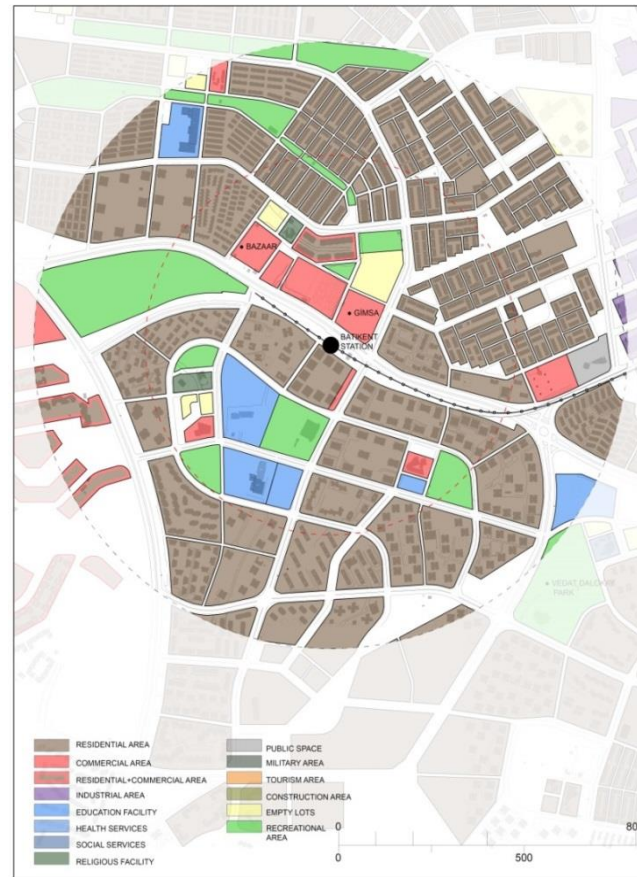 BAZAAR
GIMSA
BATIKENT
STATION
VEDAT DALOKAY
PARK
RESIDENTIAL AREA
COMMERCIAL AREA
RESIDENTIAL+COMMERCIAL AREA
INDUSTRIAL AREA
EDUCATION FACILITY
HEALTH SERVICES
SOCIAL SERVICES
RELIGIOUS FACILITY
PUBLIC SPACE
MILITARY AREA
TOURISM AREA
CONSTRUCTION AREA
EMPTY LOTS
RECREATIONAL
AREA
0 80
0 500